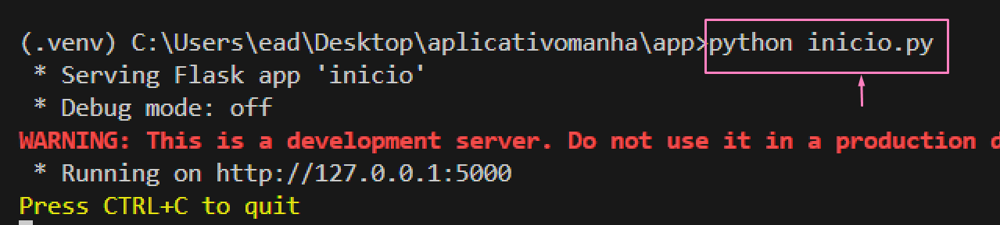 (.venv) C:\Users\ead\Desktop\aplicativomanha\app>python inicio.py
* Serving Flask app 'inicio'
* Debug mode: off
WARNING: This is a development server. Do not use it in a production d
* Running on http://127.0.0.1:5000
Press CTRL+C to quit